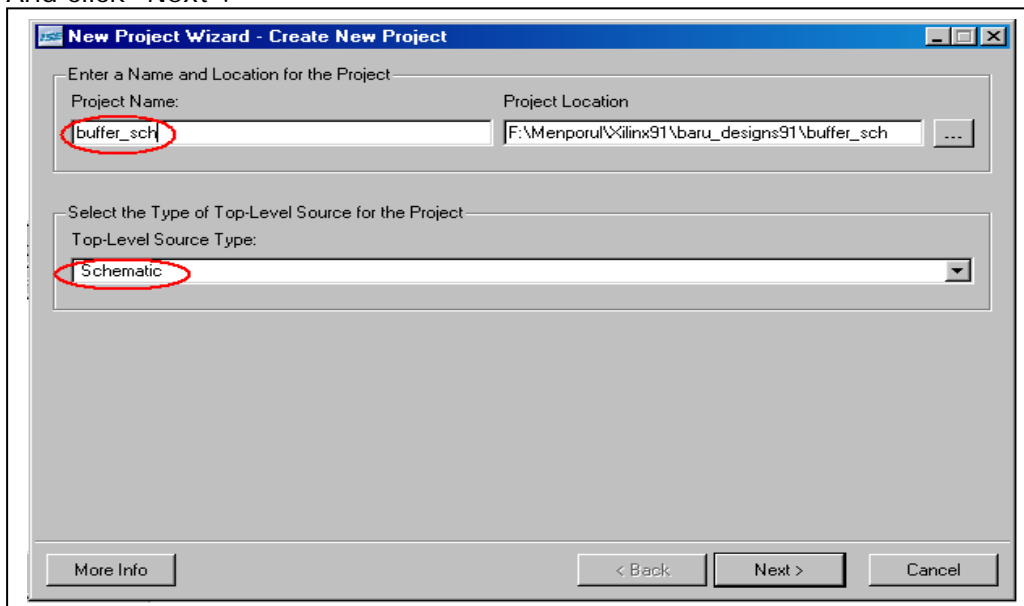 And click "Next".
ISE New Project Wizard - Create New Project
Enter a Name and Location for the Project
Project Name:
Project Location
buffer_sch
F:\Menporul\Xilinx91\baru_designs91\buffer_sch
...
Select the Type of Top-Level Source for the Project
Top-Level Source Type:
Schematic
More Info
< Back
Next >
Cancel